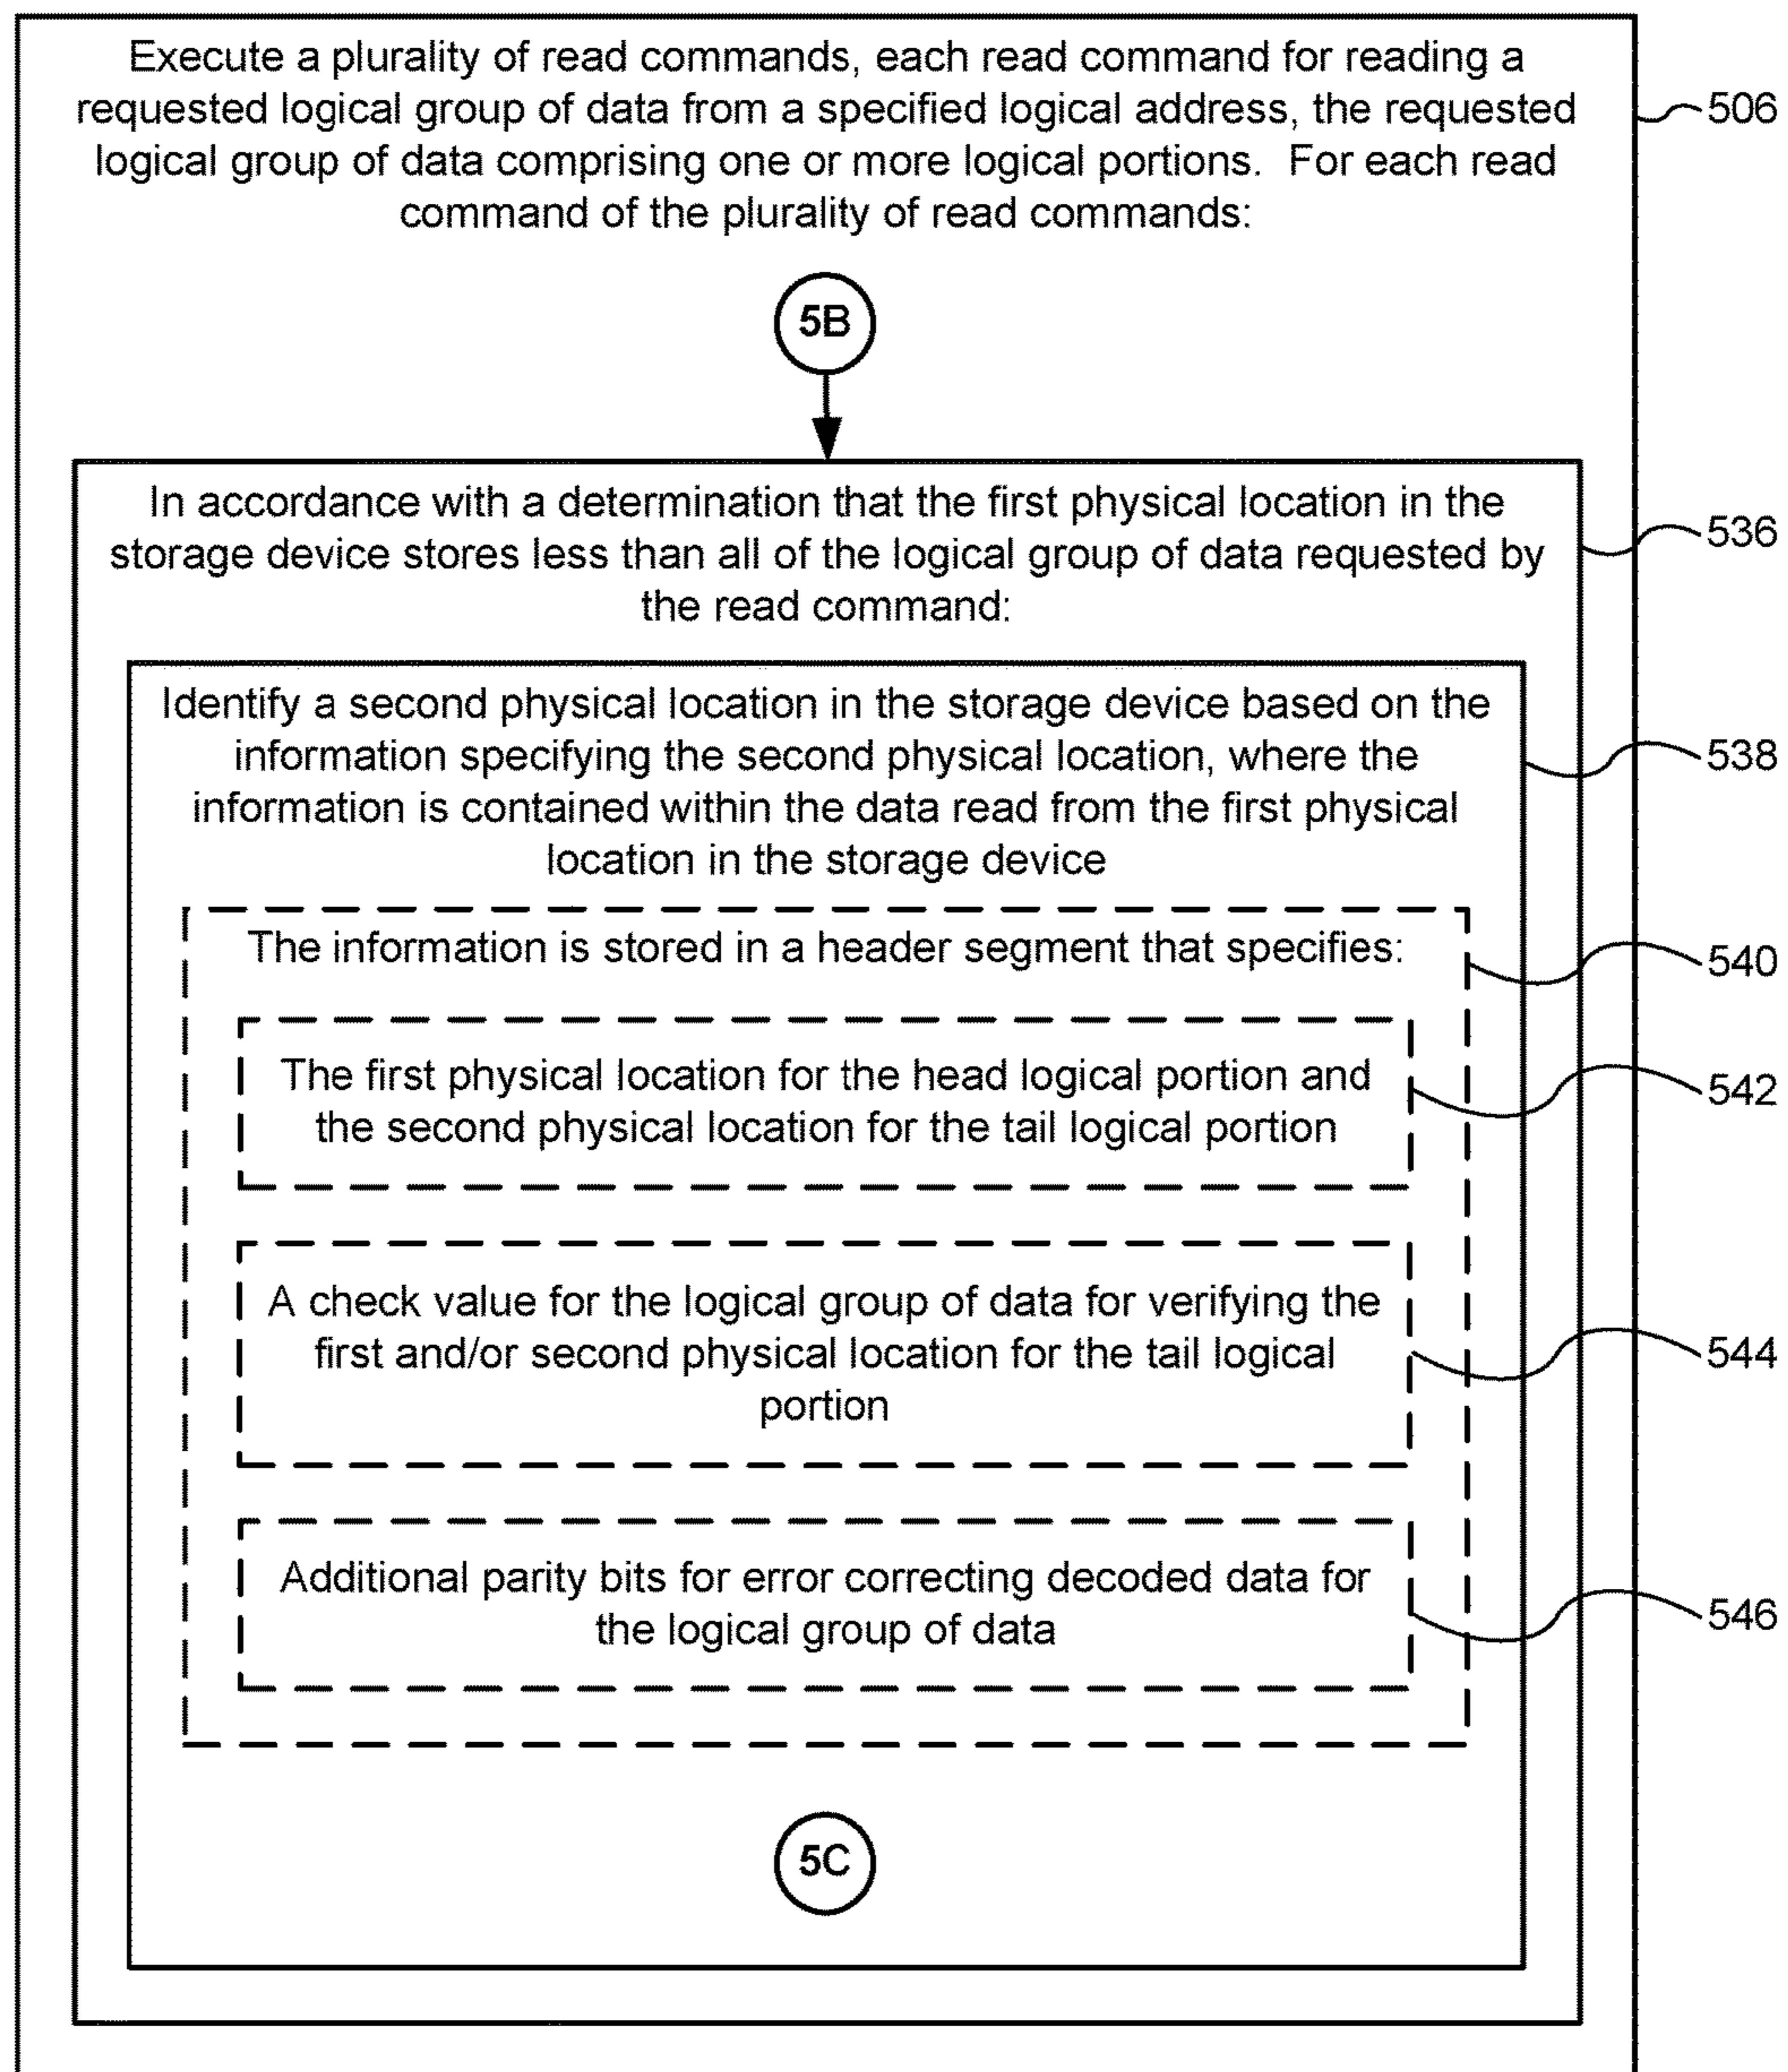 Execute a plurality of read commands, each read command for reading a
requested logical group of data from a specified logical address, the requested
logical group of data comprising one or more logical portions.  For each read
command of the plurality of read commands:
506
5B
In accordance with a determination that the first physical location in the
storage device stores less than all of the logical group of data requested by
the read command:
536
Identify a second physical location in the storage device based on the
information specifying the second physical location, where the
information is contained within the data read from the first physical
location in the storage device
538
The information is stored in a header segment that specifies:
540
The first physical location for the head logical portion and
the second physical location for the tail logical portion
542
A check value for the logical group of data for verifying the
first and/or second physical location for the tail logical
portion
544
Additional parity bits for error correcting decoded data for
the logical group of data
546
5C